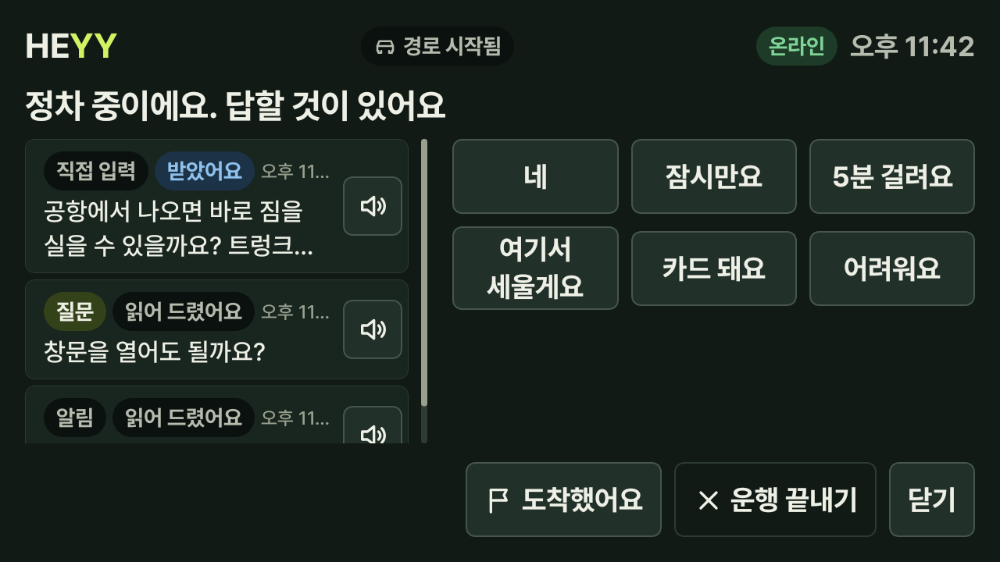 HEYY
경로 시작됨
온라인 오후 11:42
정차 중이에요. 답할 것이 있어요
직접 입력 받았어요 오후 11...
공항에서 나오면 바로 짐을
실을 수 있을까요? 트렁크...
질문 읽어 드렸어요 오후 11...
창문을 열어도 될까요?
알림 읽어 드렸어요 오후 11...
네
잠시만요
5분 걸려요
여기서
세울게요
카드 돼요
어려워요
도착했어요
운행 끝내기
닫기